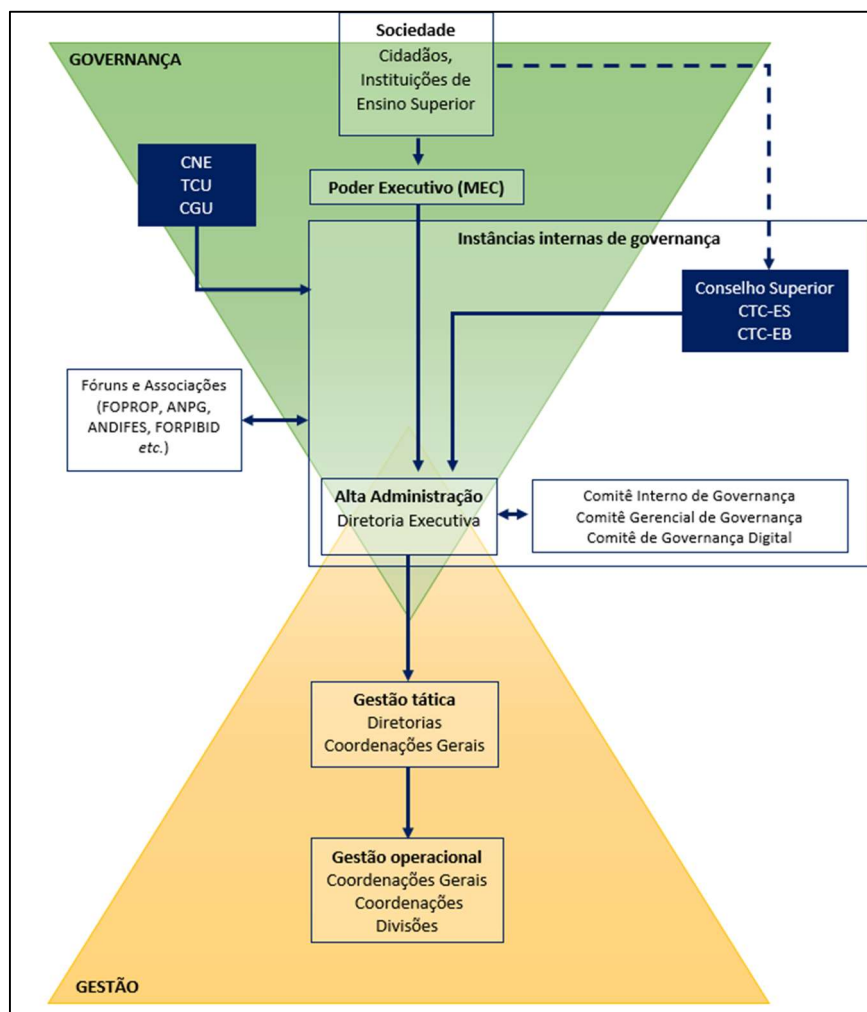 Sociedade
Cidadãos,
Instituições de
Ensino Superior
GOVERNANÇA
CNE
TCU
CGU
Poder Executivo (MEC)
Instâncias internas de governança
Conselho Superior
CTC-ES
CTC-EB
Fóruns e Associações
(FOPROP, ANPG,
ANDIFES, FORPIBID
etc.)
Alta Administração
Diretoria Executiva
Comitê Interno de Governança
Comitê Gerencial de Governança
Comitê de Governança Digital
Gestão tática
Diretorias
Coordenações Gerais
Gestão operacional
Coordenações Gerais
Coordenações
Divisões
GESTÃO